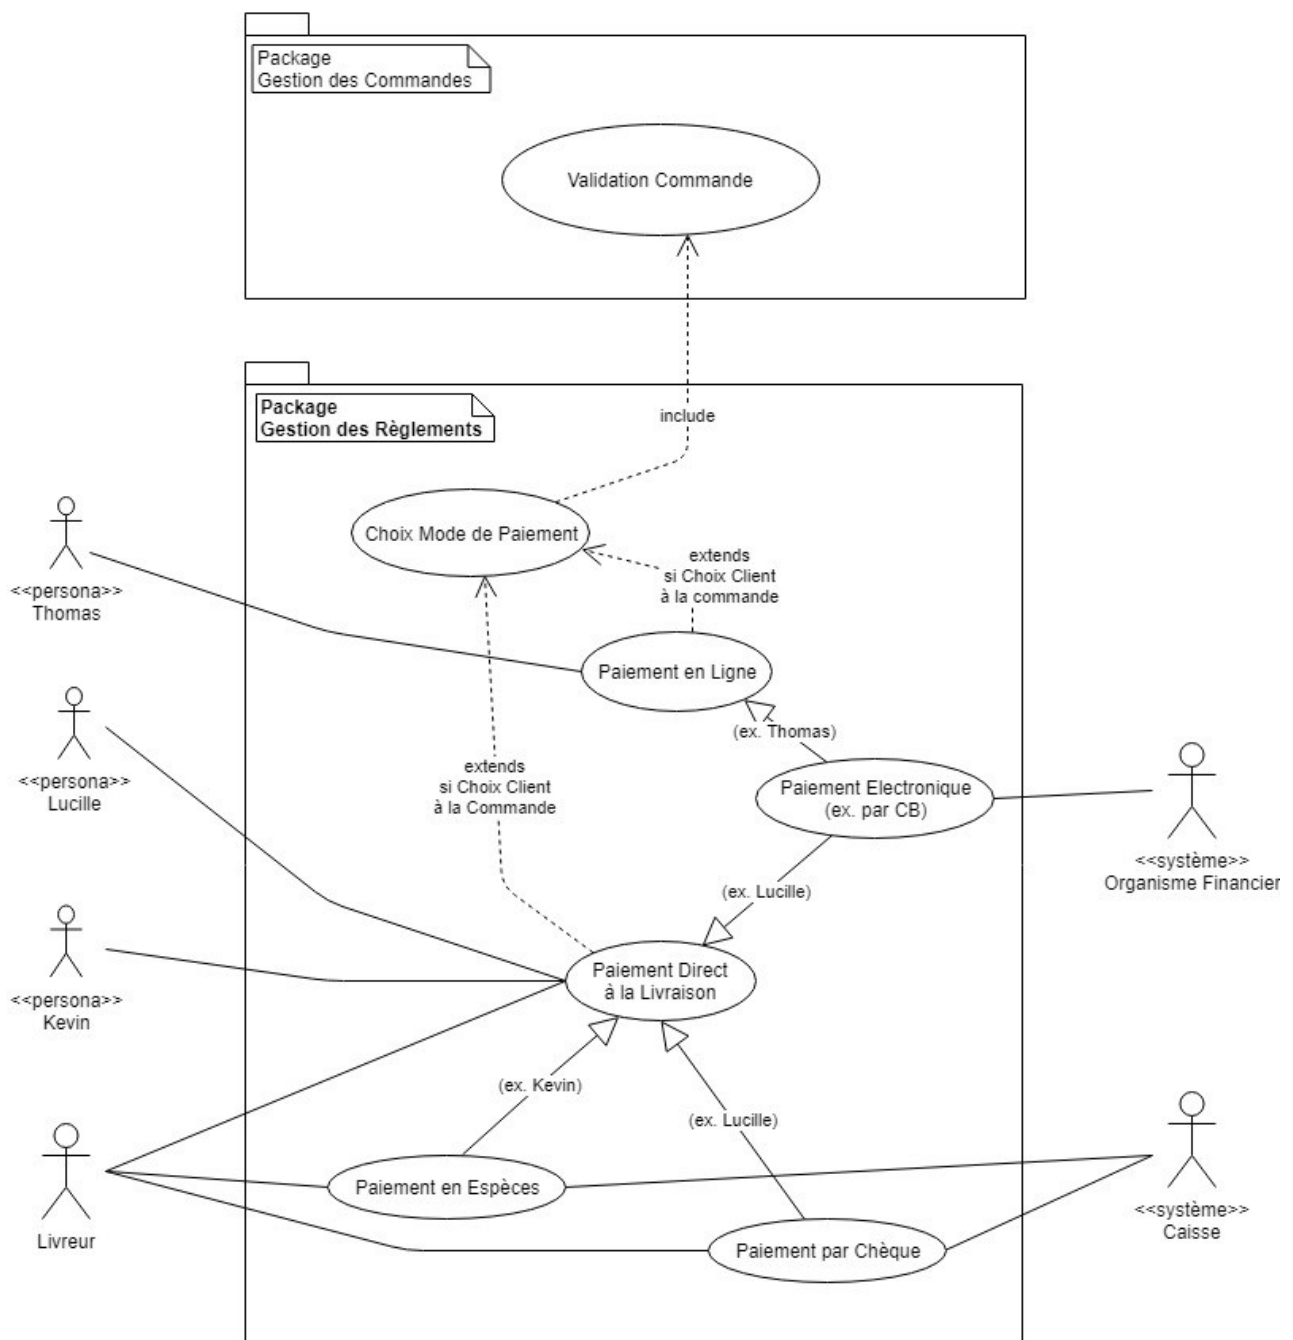 Package
Gestion des Commandes
Validation Commande
include
Package
Gestion des Règlements
Choix Mode de Paiement
extends
si Choix Client
à la commande
<<persona>>
Thomas
Paiement en Ligne
(ex. Thomas)
<<persona>>
Lucille
extends
si Choix Client
à la Commande
Paiement Electronique
(ex. par CB)
<<système>>
Organisme Financier
(ex. Lucille)
<<persona>>
Kevin
Paiement Direct
à la Livraison
(ex. Kevin)
(ex. Lucille)
Livreur
Paiement en Espèces
Paiement par Chèque
<<système>>
Caisse